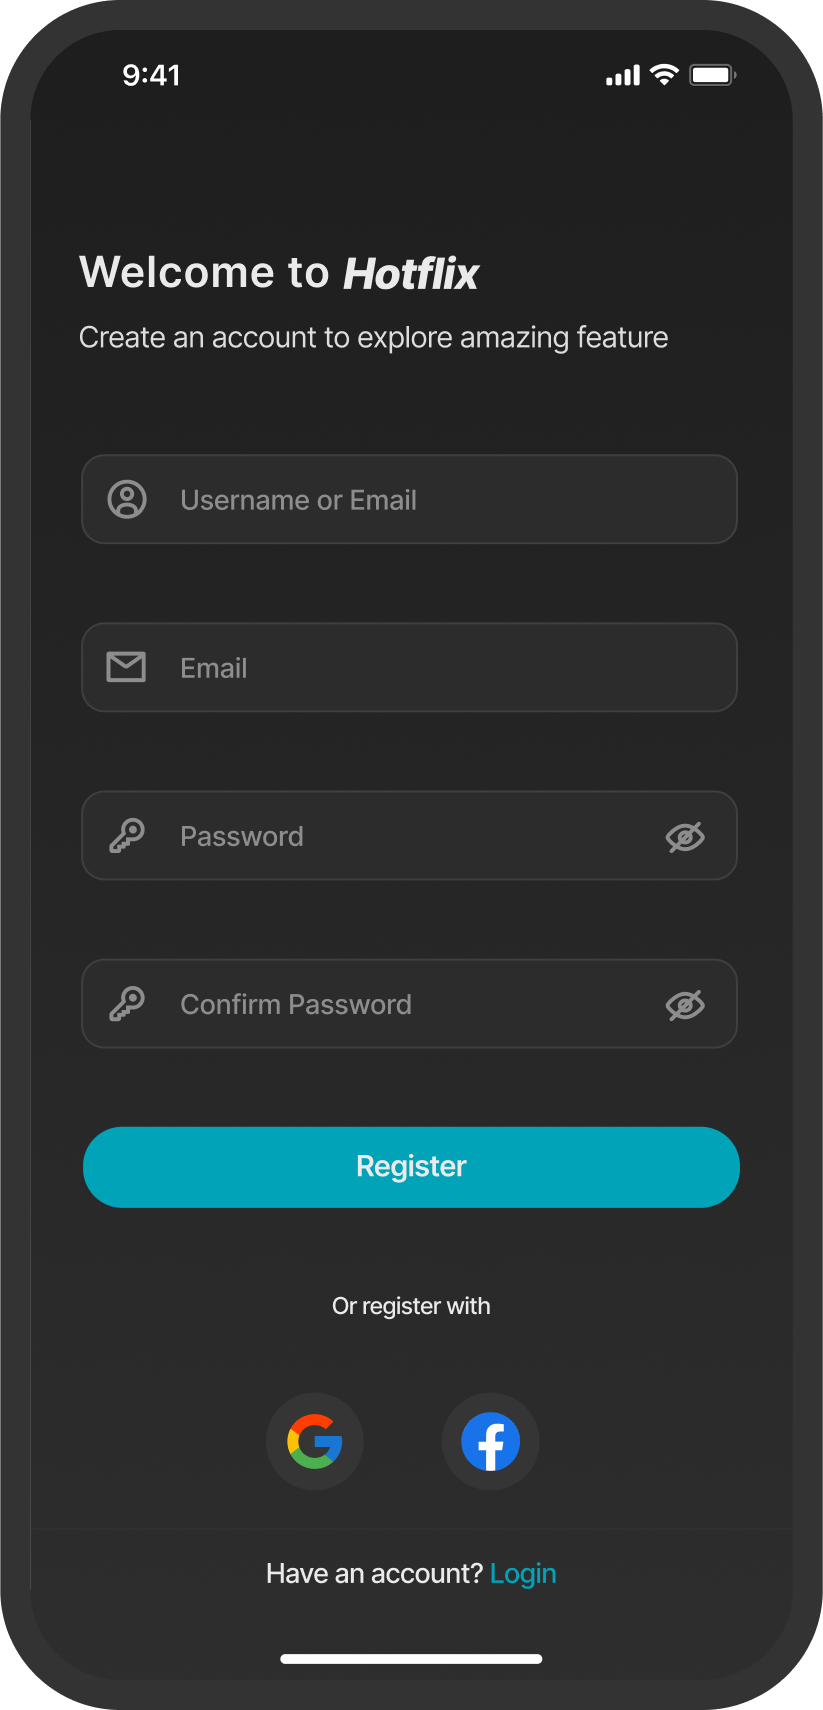 9:41
Welcome to Hotflix
Create an account to explore amazing feature
Username or Email
Email
Password
Confirm Password
Register
Or register with
Have an account? Login